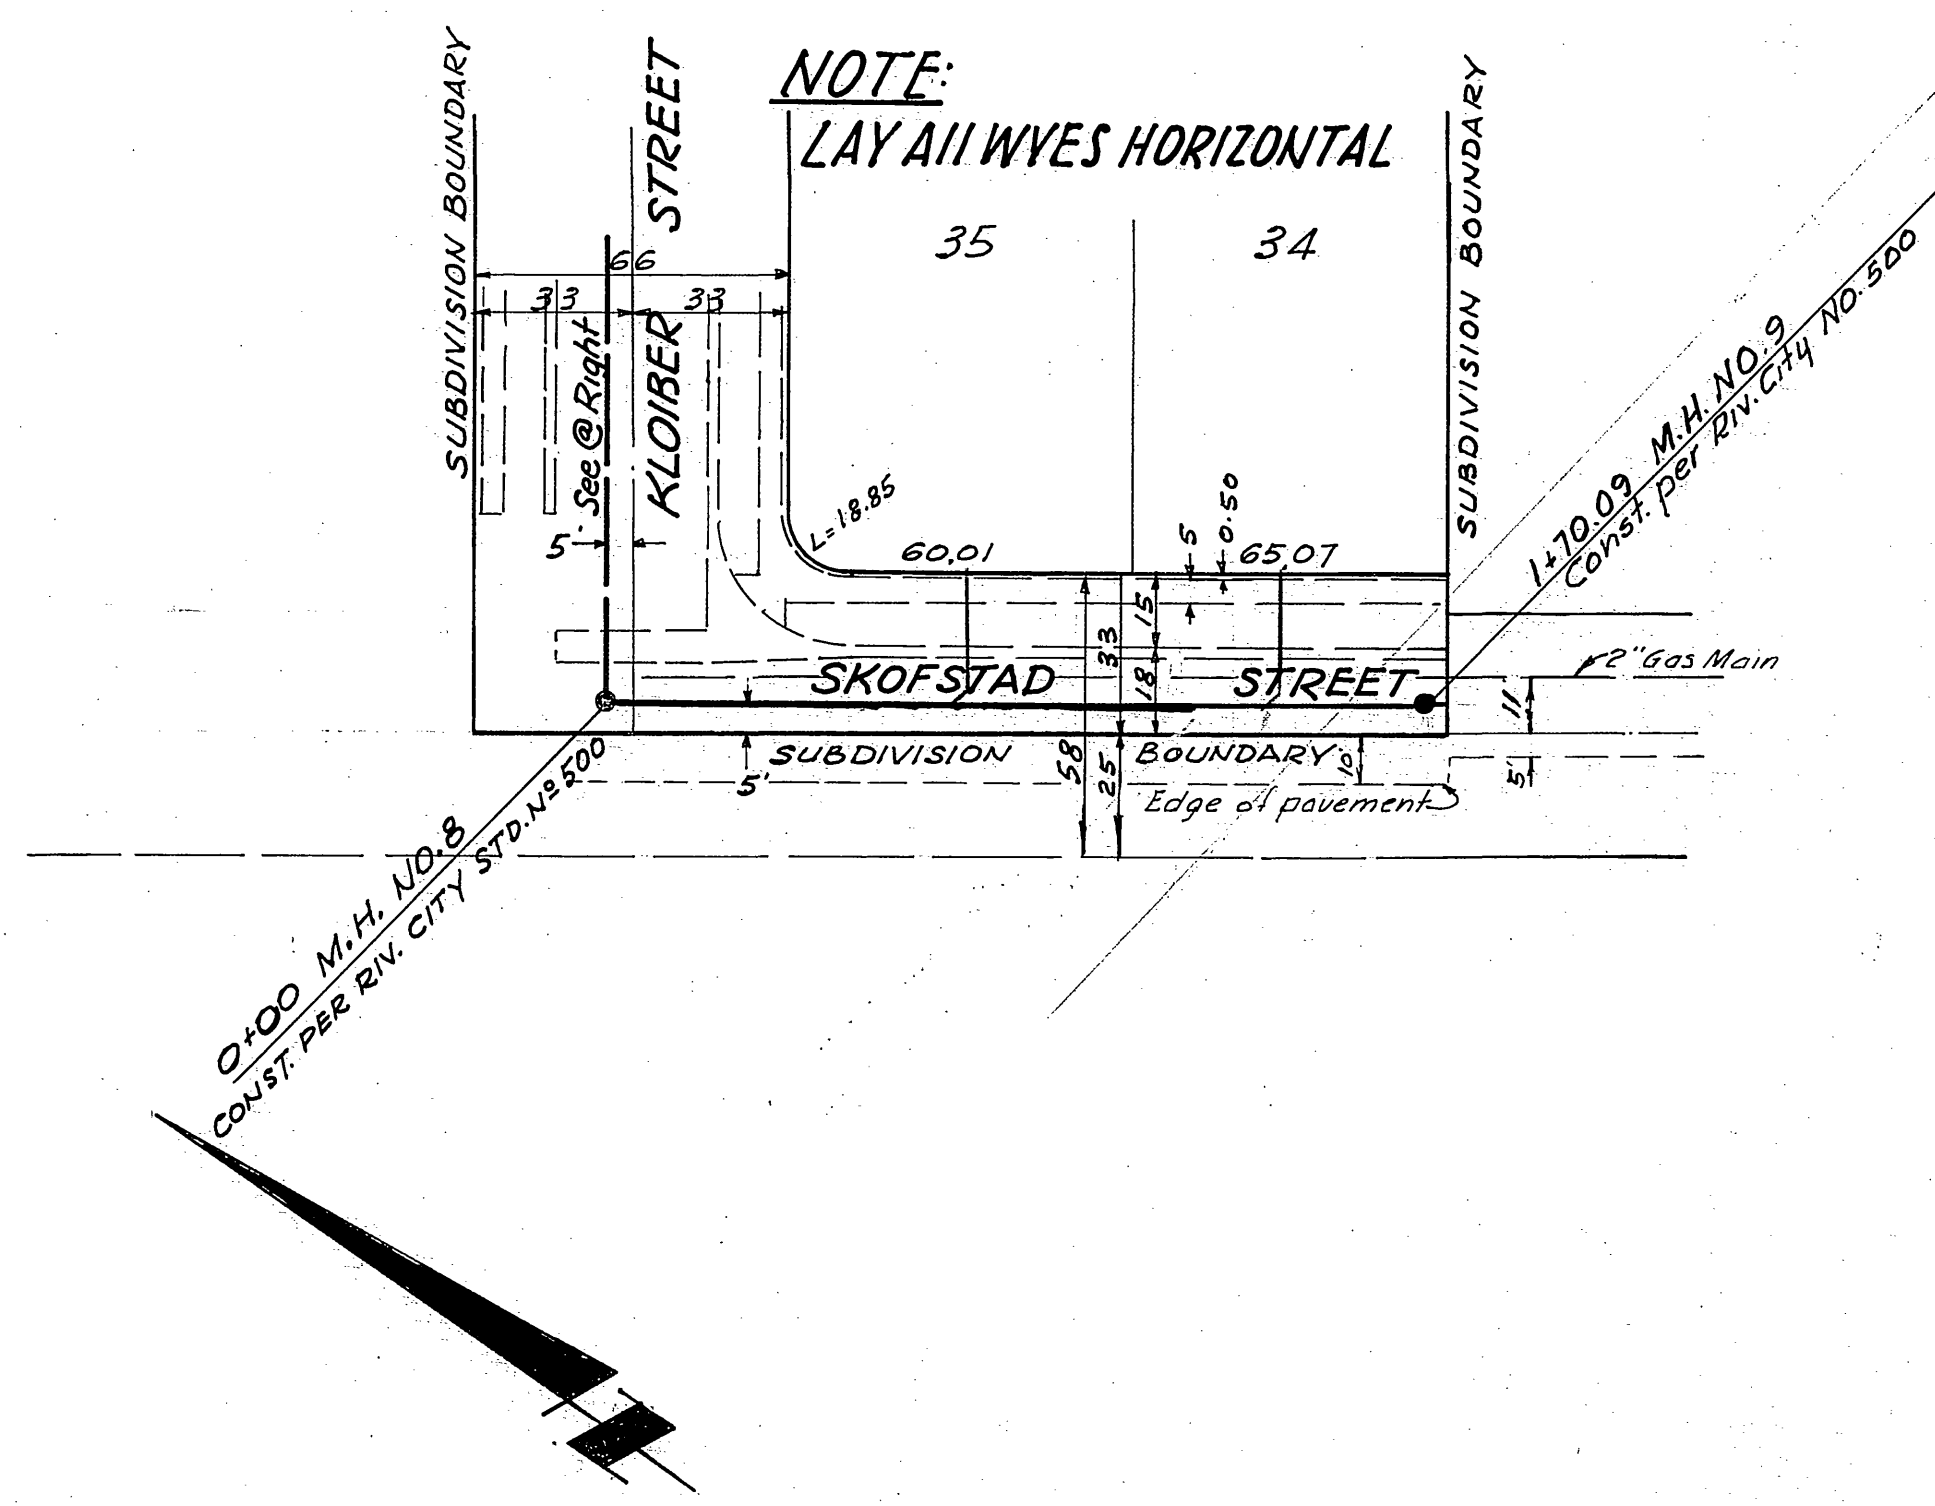 NOTE:
LAY All WYES HORIZONTAL
SUBDIVISION BOUNDARY
KLOIBER STREET
SUBDIVISION BOUNDARY
35
34
66
33
33
See @ Right
5'
L=18.85
60.01
65.07
5
0.50
15
33
18
58
25
SKOFSTAD STREET
1+70.09 M.H. NO.9
Const. per Riv. City NO. 500
2" Gas Main
11
5'
SUBDIVISION BOUNDARY
5'
10'
Edge of pavement
0+00 M.H. NO.8
CONST. PER RIV. CITY STD. Nº 500